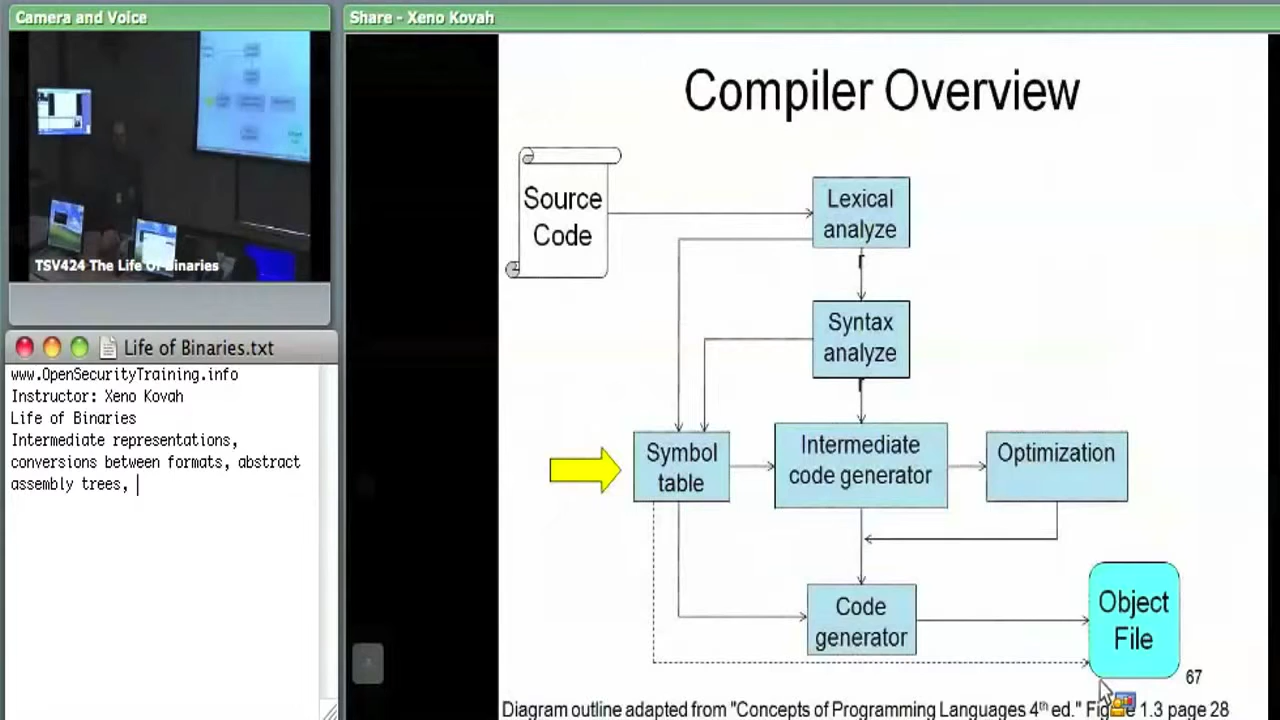 Camera and Voice
Share - Xeno Kovah
TSV424 The Life Of Binaries
Life of Binaries.txt
www.OpenSecurityTraining.info
Instructor: Xeno Kovah
Life of Binaries
Intermediate representations,
conversions between formats, abstract
assembly trees,
Compiler Overview
Source
Code
Lexical
analyze
r
Syntax
analyze
r
Symbol
table
Intermediate
code generator
Optimization
Code
generator
Object
File
67
Diagram outline adapted from "Concepts of Programming Languages 4th ed." 1.3 page 28